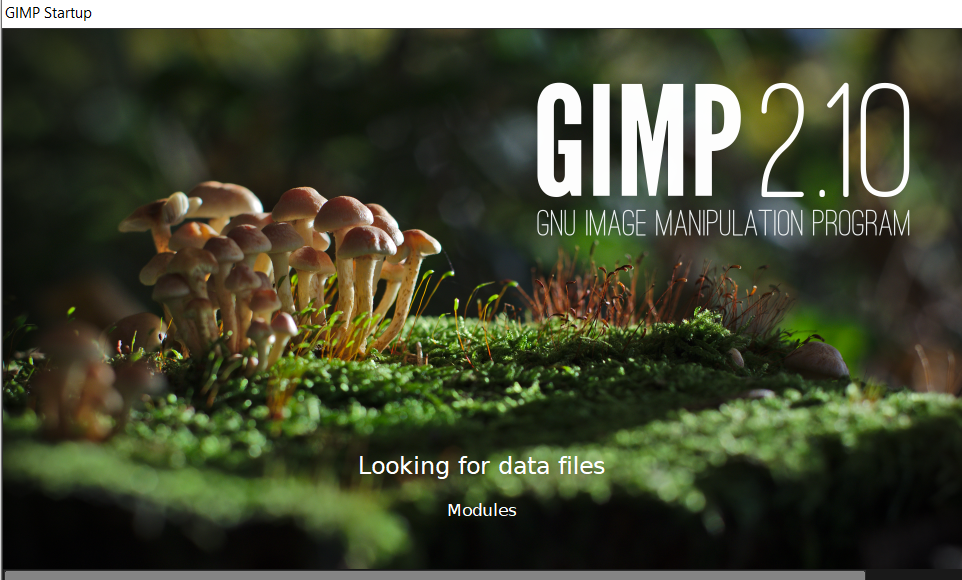 GIMP Startup
GIMP 2.10
GNU IMAGE MANIPULATION PROGRAM
Looking for data files
Modules